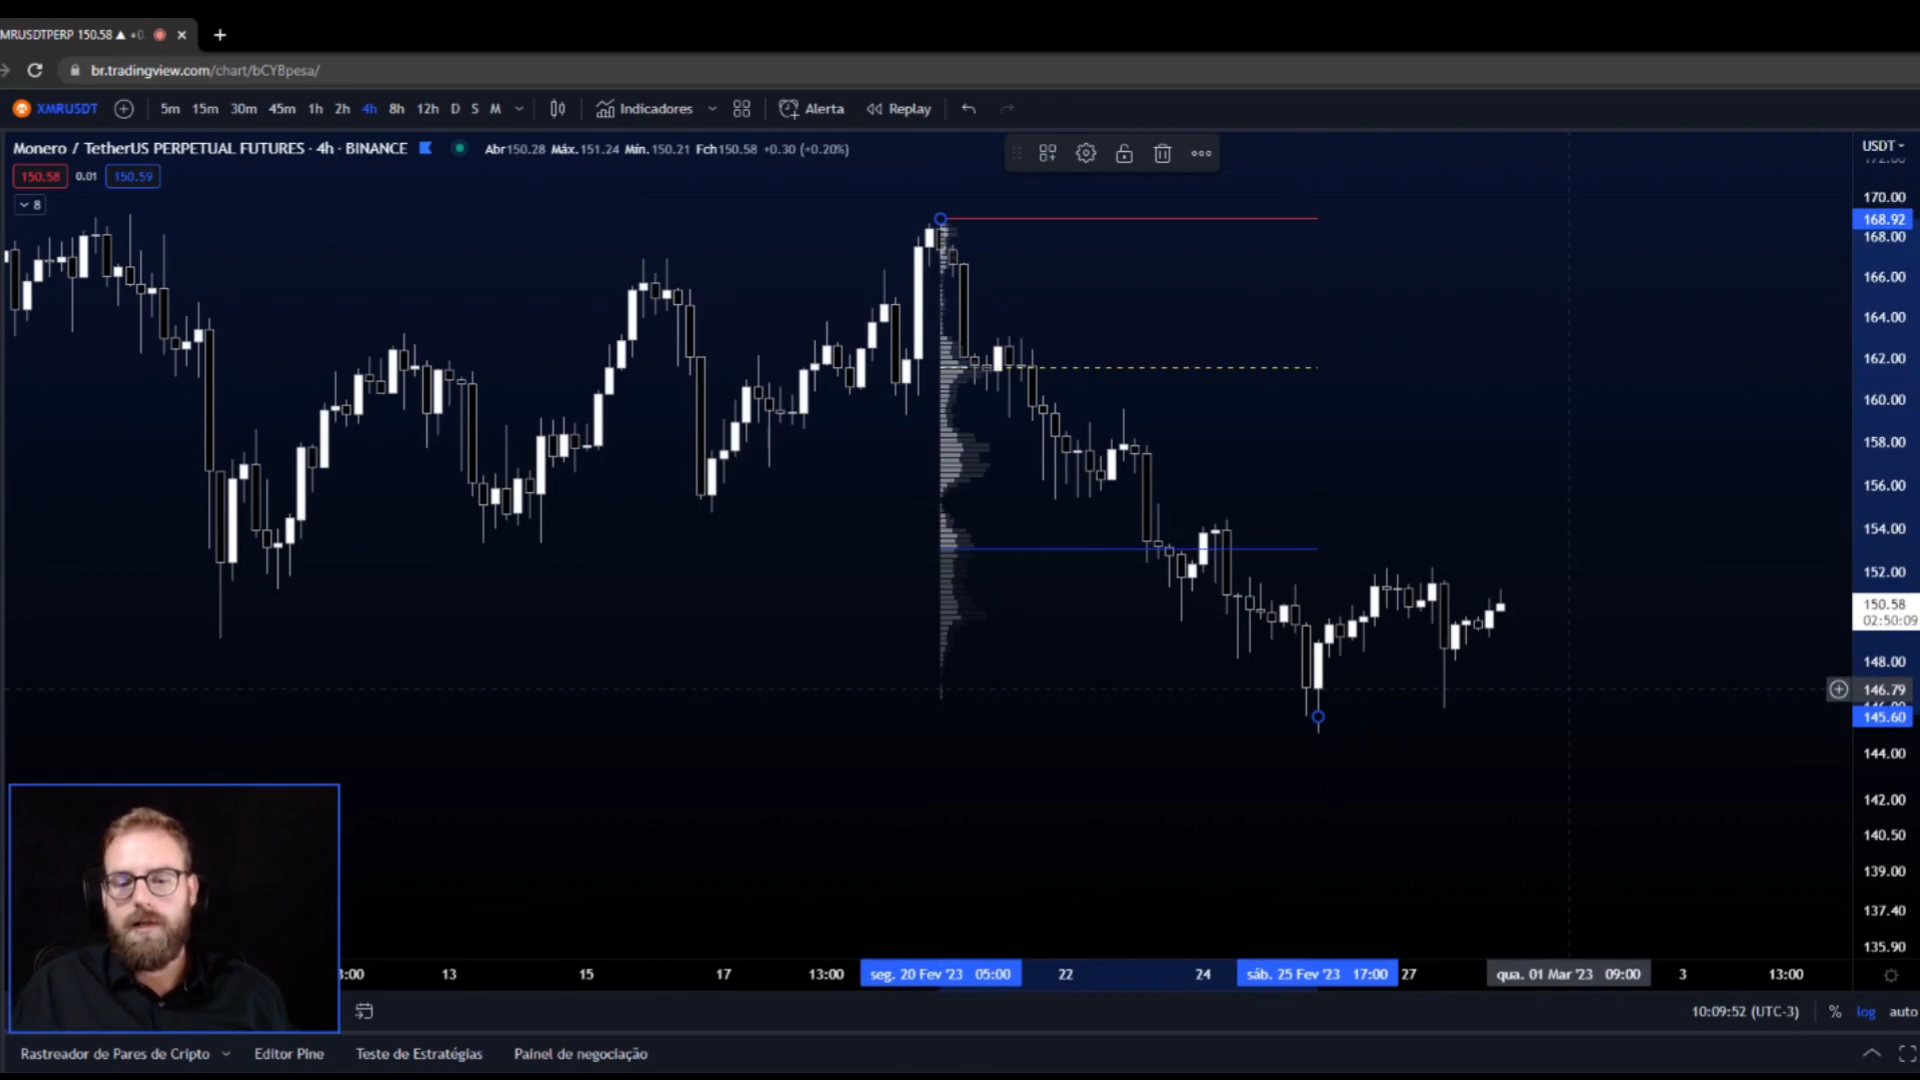 MRUSDTPERP 150.58 ▲ +0.
br.tradingview.com/chart/bCYBpesa/
XMRUSDT 5m 15m 30m 45m 1h 2h 4h 8h 12h D S M Indicadores Alerta Replay
Monero / TetherUS PERPETUAL FUTURES · 4h · BINANCE Abr150.28 Máx.151.24 Mín.150.21 Fch150.58 +0.30 (+0.20%)
150.58 0.01 150.59
8
USDT
172.00
170.00
168.92
168.00
166.00
164.00
162.00
160.00
158.00
156.00
154.00
152.00
150.58
02:50:09
148.00
146.79
145.60
144.00
142.00
140.50
139.00
137.40
135.90
3:00 13 15 17 13:00 seg. 20 Fev '23 05:00 22 24 sáb. 25 Fev '23 17:00 27 qua. 01 Mar '23 09:00 3 13:00
10:09:52 (UTC-3) % log auto
Rastreador de Pares de Cripto Editor Pine Teste de Estratégias Painel de negociação